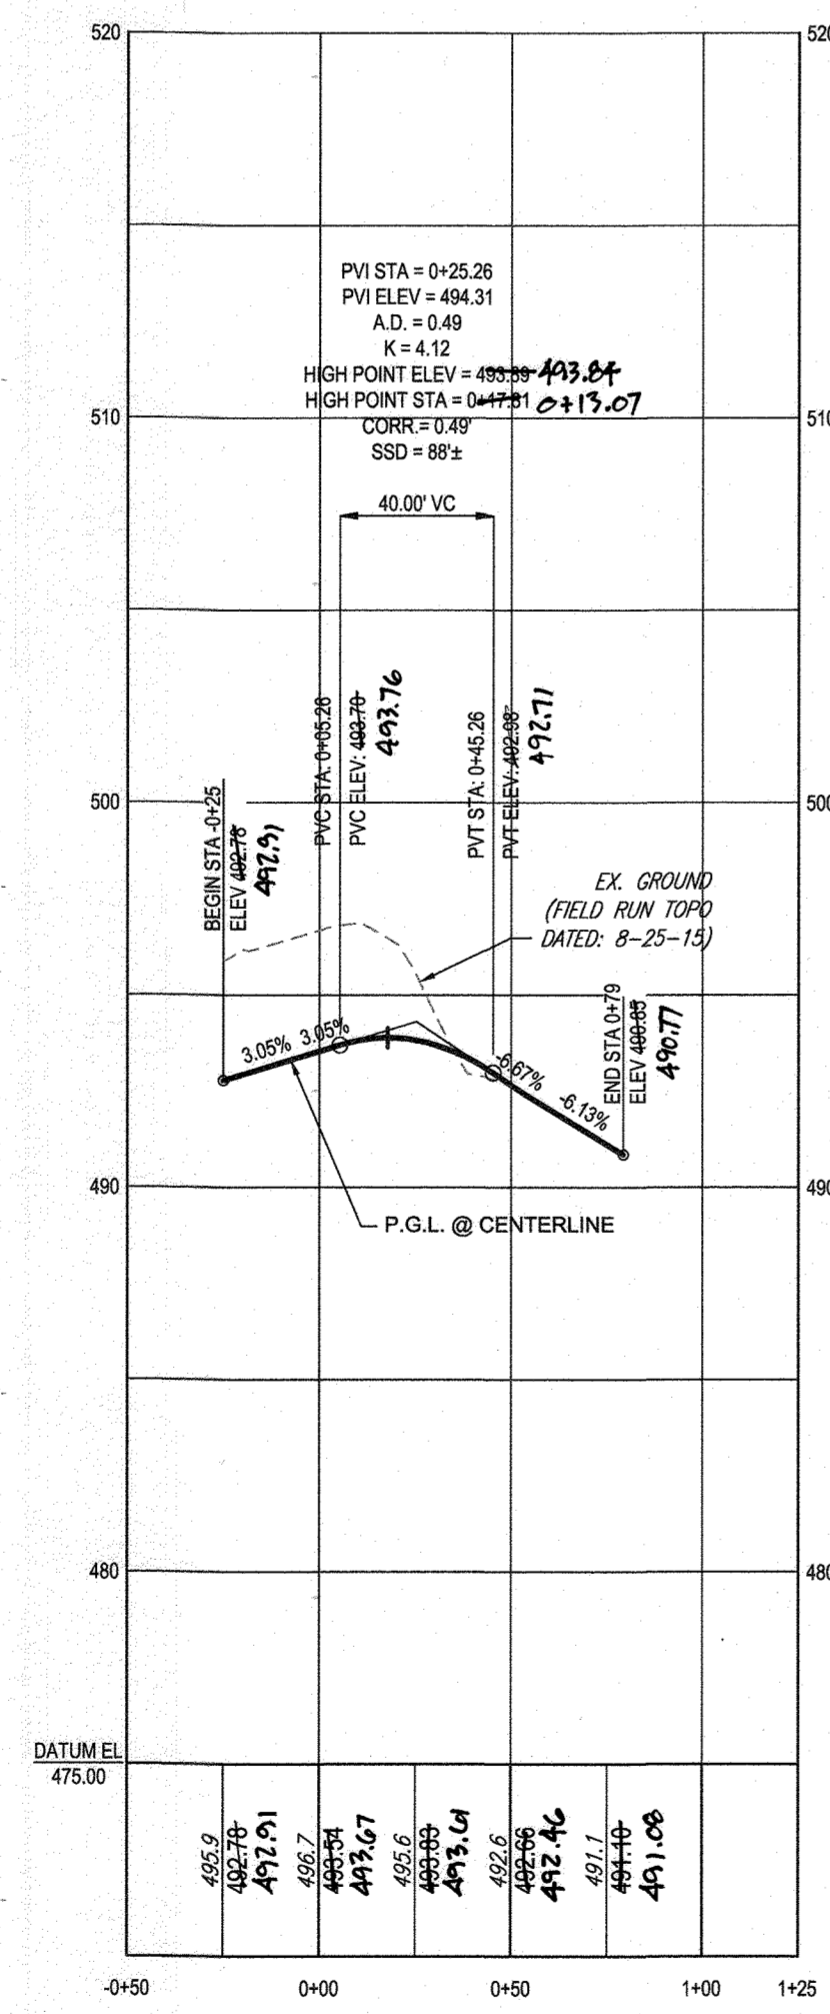 520
520
PVI STA = 0+25.26
PVI ELEV = 494.31
A.D. = 0.49
K = 4.12
HIGH POINT ELEV = 493.89 493.84
HIGH POINT STA = 0+17.81 0+13.07
510
510
CORR.= 0.49'
SSD = 88'±
40.00' VC
BEGIN STA -0+25
ELEV 492.78
492.91
PVC STA: 0+05.26
PVC ELEV: 493.70
493.76
PVT STA: 0+45.26
PVT ELEV: 492.98
492.71
500
500
EX. GROUND
(FIELD RUN TOPO
DATED: 8-25-15)
END STA 0+79
ELEV 490.85
490.77
3.05% 3.05%
-6.67%
-6.13%
490
490
P.G.L. @ CENTERLINE
480
480
DATUM EL
475.00
495.9
492.78
492.91
496.7
493.54
493.67
495.6
493.83
493.61
492.6
492.66
492.46
491.1
491.10
491.08
-0+50
0+00
0+50
1+00
1+25